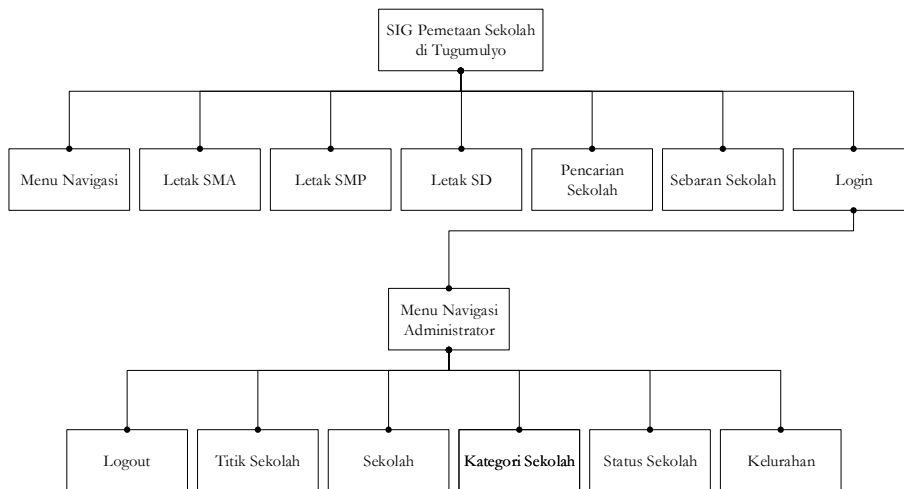 SIG Pemetaan Sekolah
di Tugumulyo
Menu Navigasi
Letak SMA
Letak SMP
Letak SD
Pencarian
Sekolah
Sebaran Sekolah
Login
Menu Navigasi
Administrator
Logout
Titik Sekolah
Sekolah
Kategori Sekolah
Status Sekolah
Kelurahan